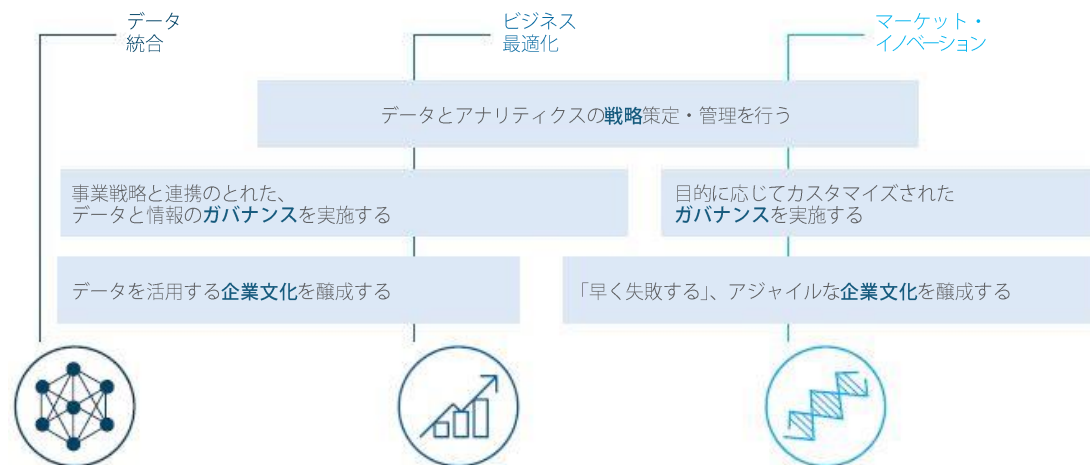 データ
統合
ビジネス
最適化
マーケット・
イノベーション
データとアナリティクスの戦略策定・管理を行う
事業戦略と連携のとれた、
データと情報のガバナンスを実施する
目的に応じてカスタマイズされた
ガバナンスを実施する
データを活用する企業文化を醸成する
「早く失敗する」、アジャイルな企業文化を醸成する